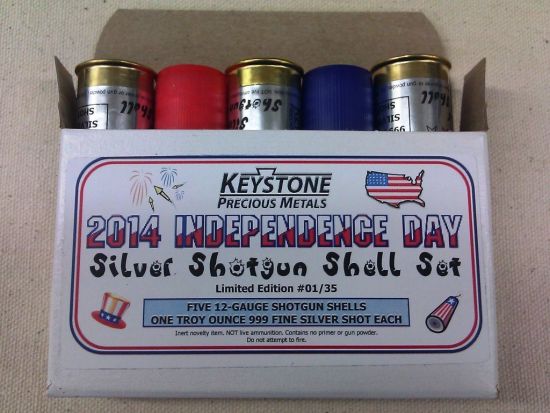 KEYSTONE
PRECIOUS METALS
2014 INDEPENDENCE DAY
Silver Shotgun Shell Set
Limited Edition #01/35
FIVE 12-GAUGE SHOTGUN SHELLS
ONE TROY OUNCE 999 FINE SILVER SHOT EACH
Inert novelty item. NOT live ammunition. Contains no primer or gun powder.
Do not attempt to fire.